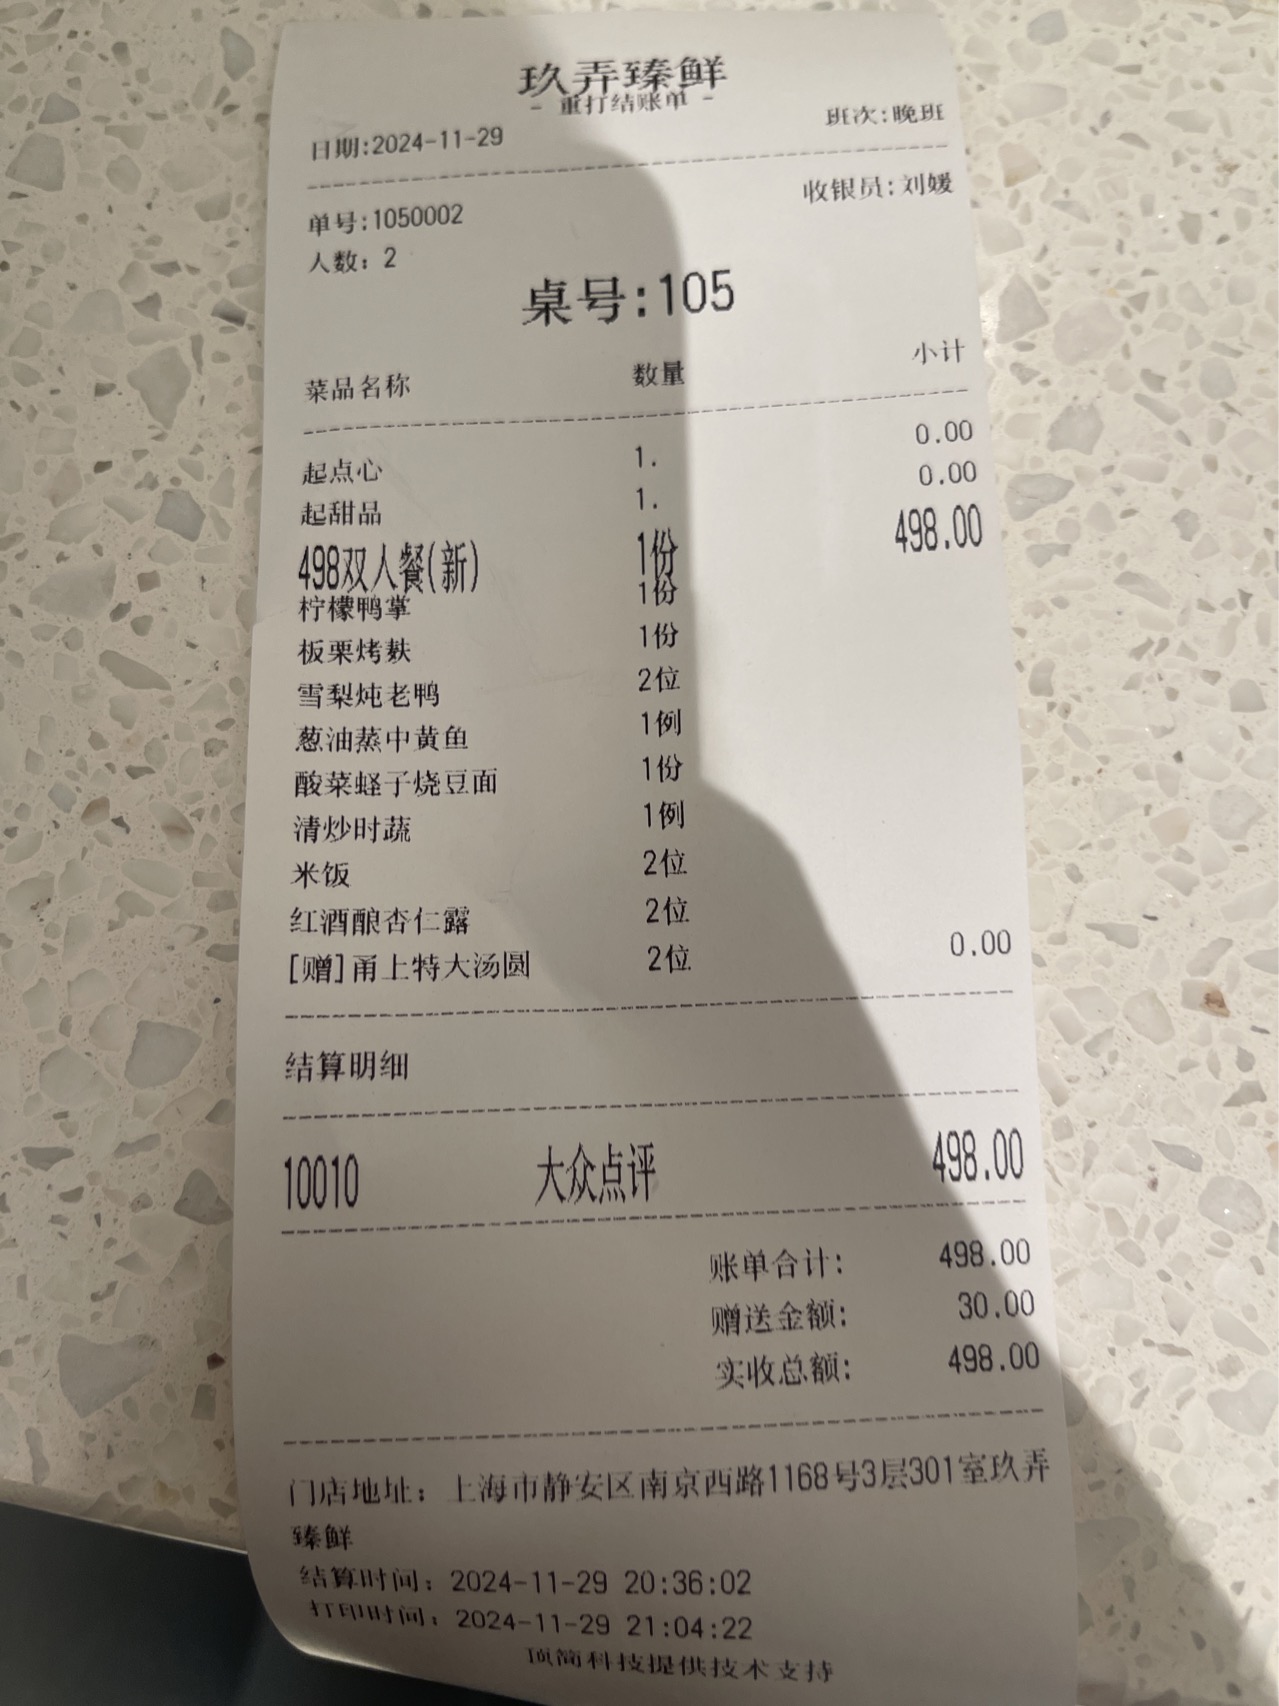 玖弄臻鲜
- 重打结账单 -
日期:2024-11-29 班次:晚班
单号:1050002 收银员:刘媛
人数: 2
桌号:105
菜品名称 数量 小计
起点心 1. 0.00
起甜品 1. 0.00
498双人餐(新) 1份 498.00
柠檬鸭掌 1份
板栗烤麸 1份
雪梨炖老鸭 2位
葱油蒸中黄鱼 1例
酸菜蛏子烧豆面 1份
清炒时蔬 1例
米饭 2位
红酒酿杏仁露 2位
[赠]甬上特大汤圆 2位 0.00
结算明细
10010 大众点评 498.00
账单合计: 498.00
赠送金额: 30.00
实收总额: 498.00
门店地址: 上海市静安区南京西路1168号3层301室玖弄
臻鲜
结算时间: 2024-11-29 20:36:02
打印时间: 2024-11-29 21:04:22
顶简科技提供技术支持